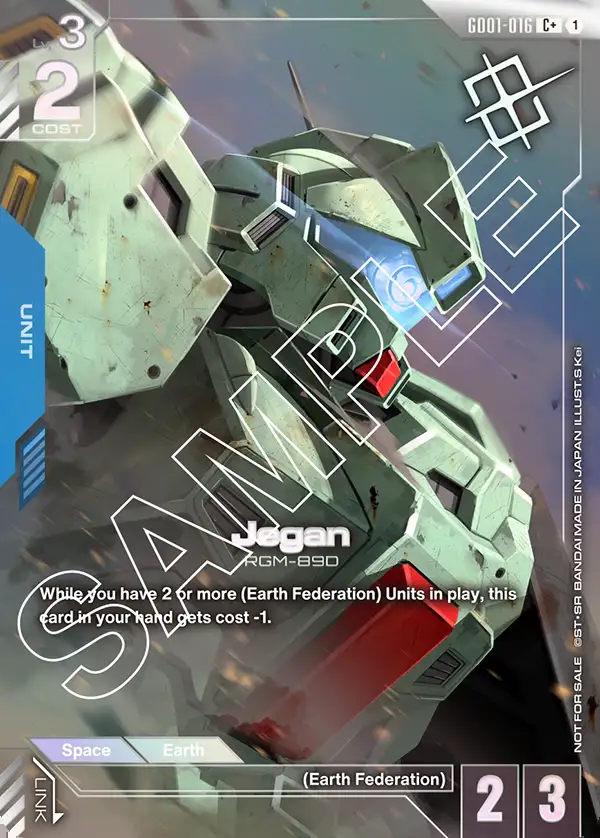 GD01-016 C+ 1
Lv. 3
2
COST
UNIT
SAMPLE
Jegan
RGM-89D
While you have 2 or more (Earth Federation) Units in play, this
card in your hand gets cost -1.
NOT FOR SALE ©ST•SR BANDAI MADE IN JAPAN ILLUST.S Kei
Space Earth
LINK
(Earth Federation)
2 3